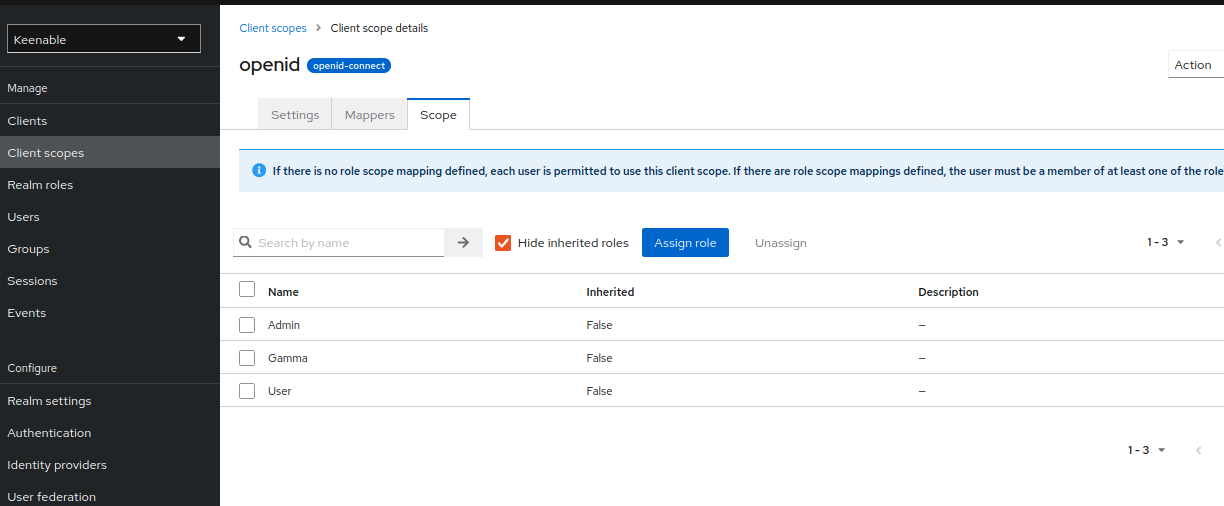 Keenable
Manage
Clients
Client scopes
Realm roles
Users
Groups
Sessions
Events
Configure
Realm settings
Authentication
Identity providers
User federation
Client scopes > Client scope details
openid openid-connect
Action
Settings Mappers Scope
If there is no role scope mapping defined, each user is permitted to use this client scope. If there are role scope mappings defined, the user must be a member of at least one of the role
Search by name Hide inherited roles Assign role Unassign 1 - 3
Name Inherited Description
Admin False –
Gamma False –
User False –
1 - 3